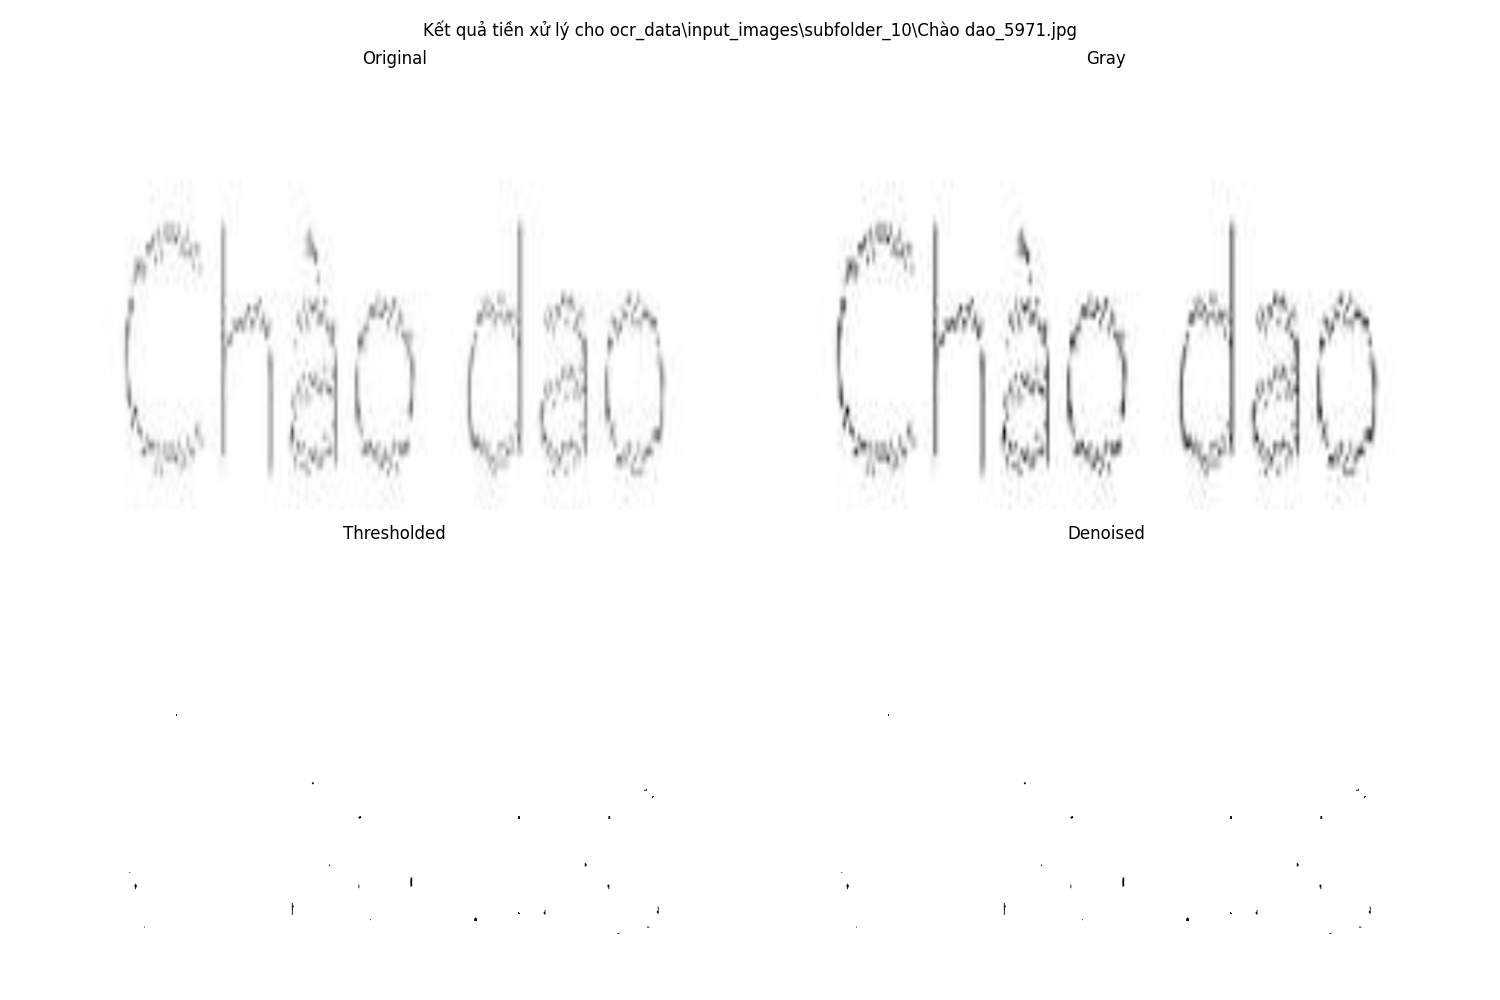 Kết quả tiền xử lý cho ocr_data\input_images\subfolder_10\Chào dao_5971.jpg
Original
Gray
Chào dao
Chào dao
Thresholded
Denoised